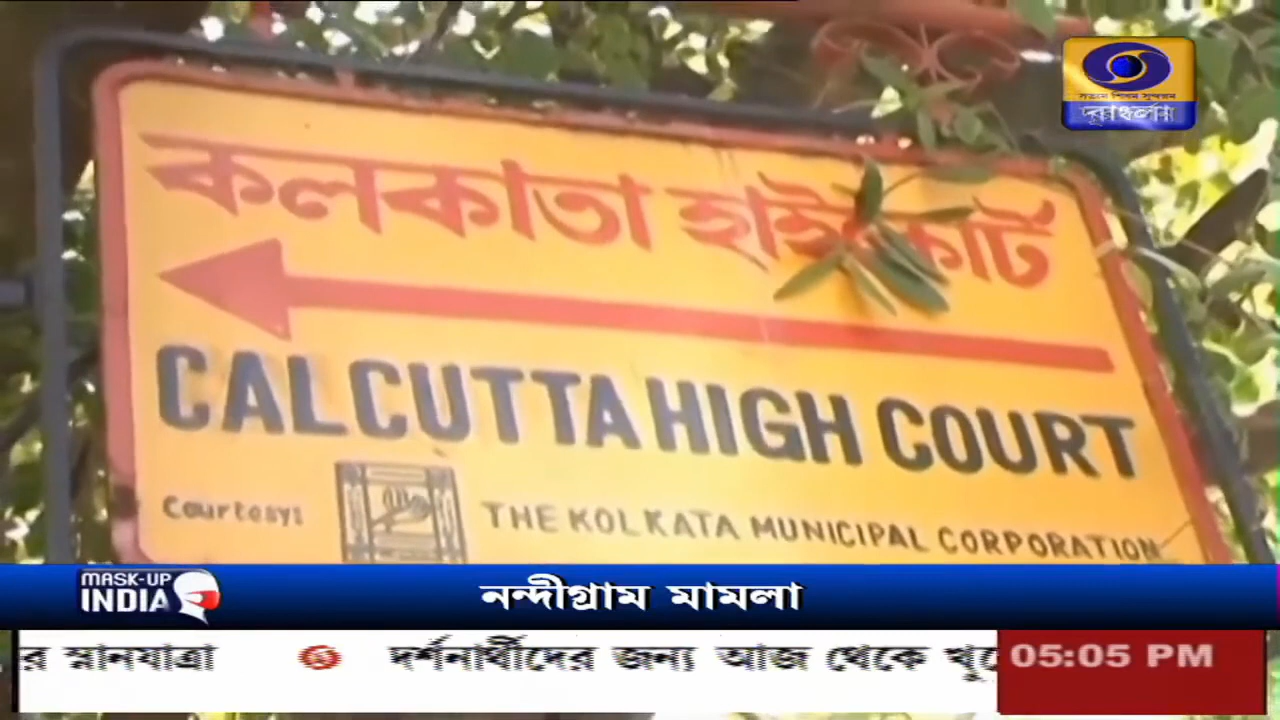 কলকাতা হাইকোর্ট
CALCUTTA HIGH COURT
Courtesy:
THE KOLKATA MUNICIPAL CORPORATION
MASK-UP
INDIA
নন্দীগ্রাম মামলা
র স্নানযাত্রা দর্শনার্থীদের জন্য আজ থেকে
05:05 PM